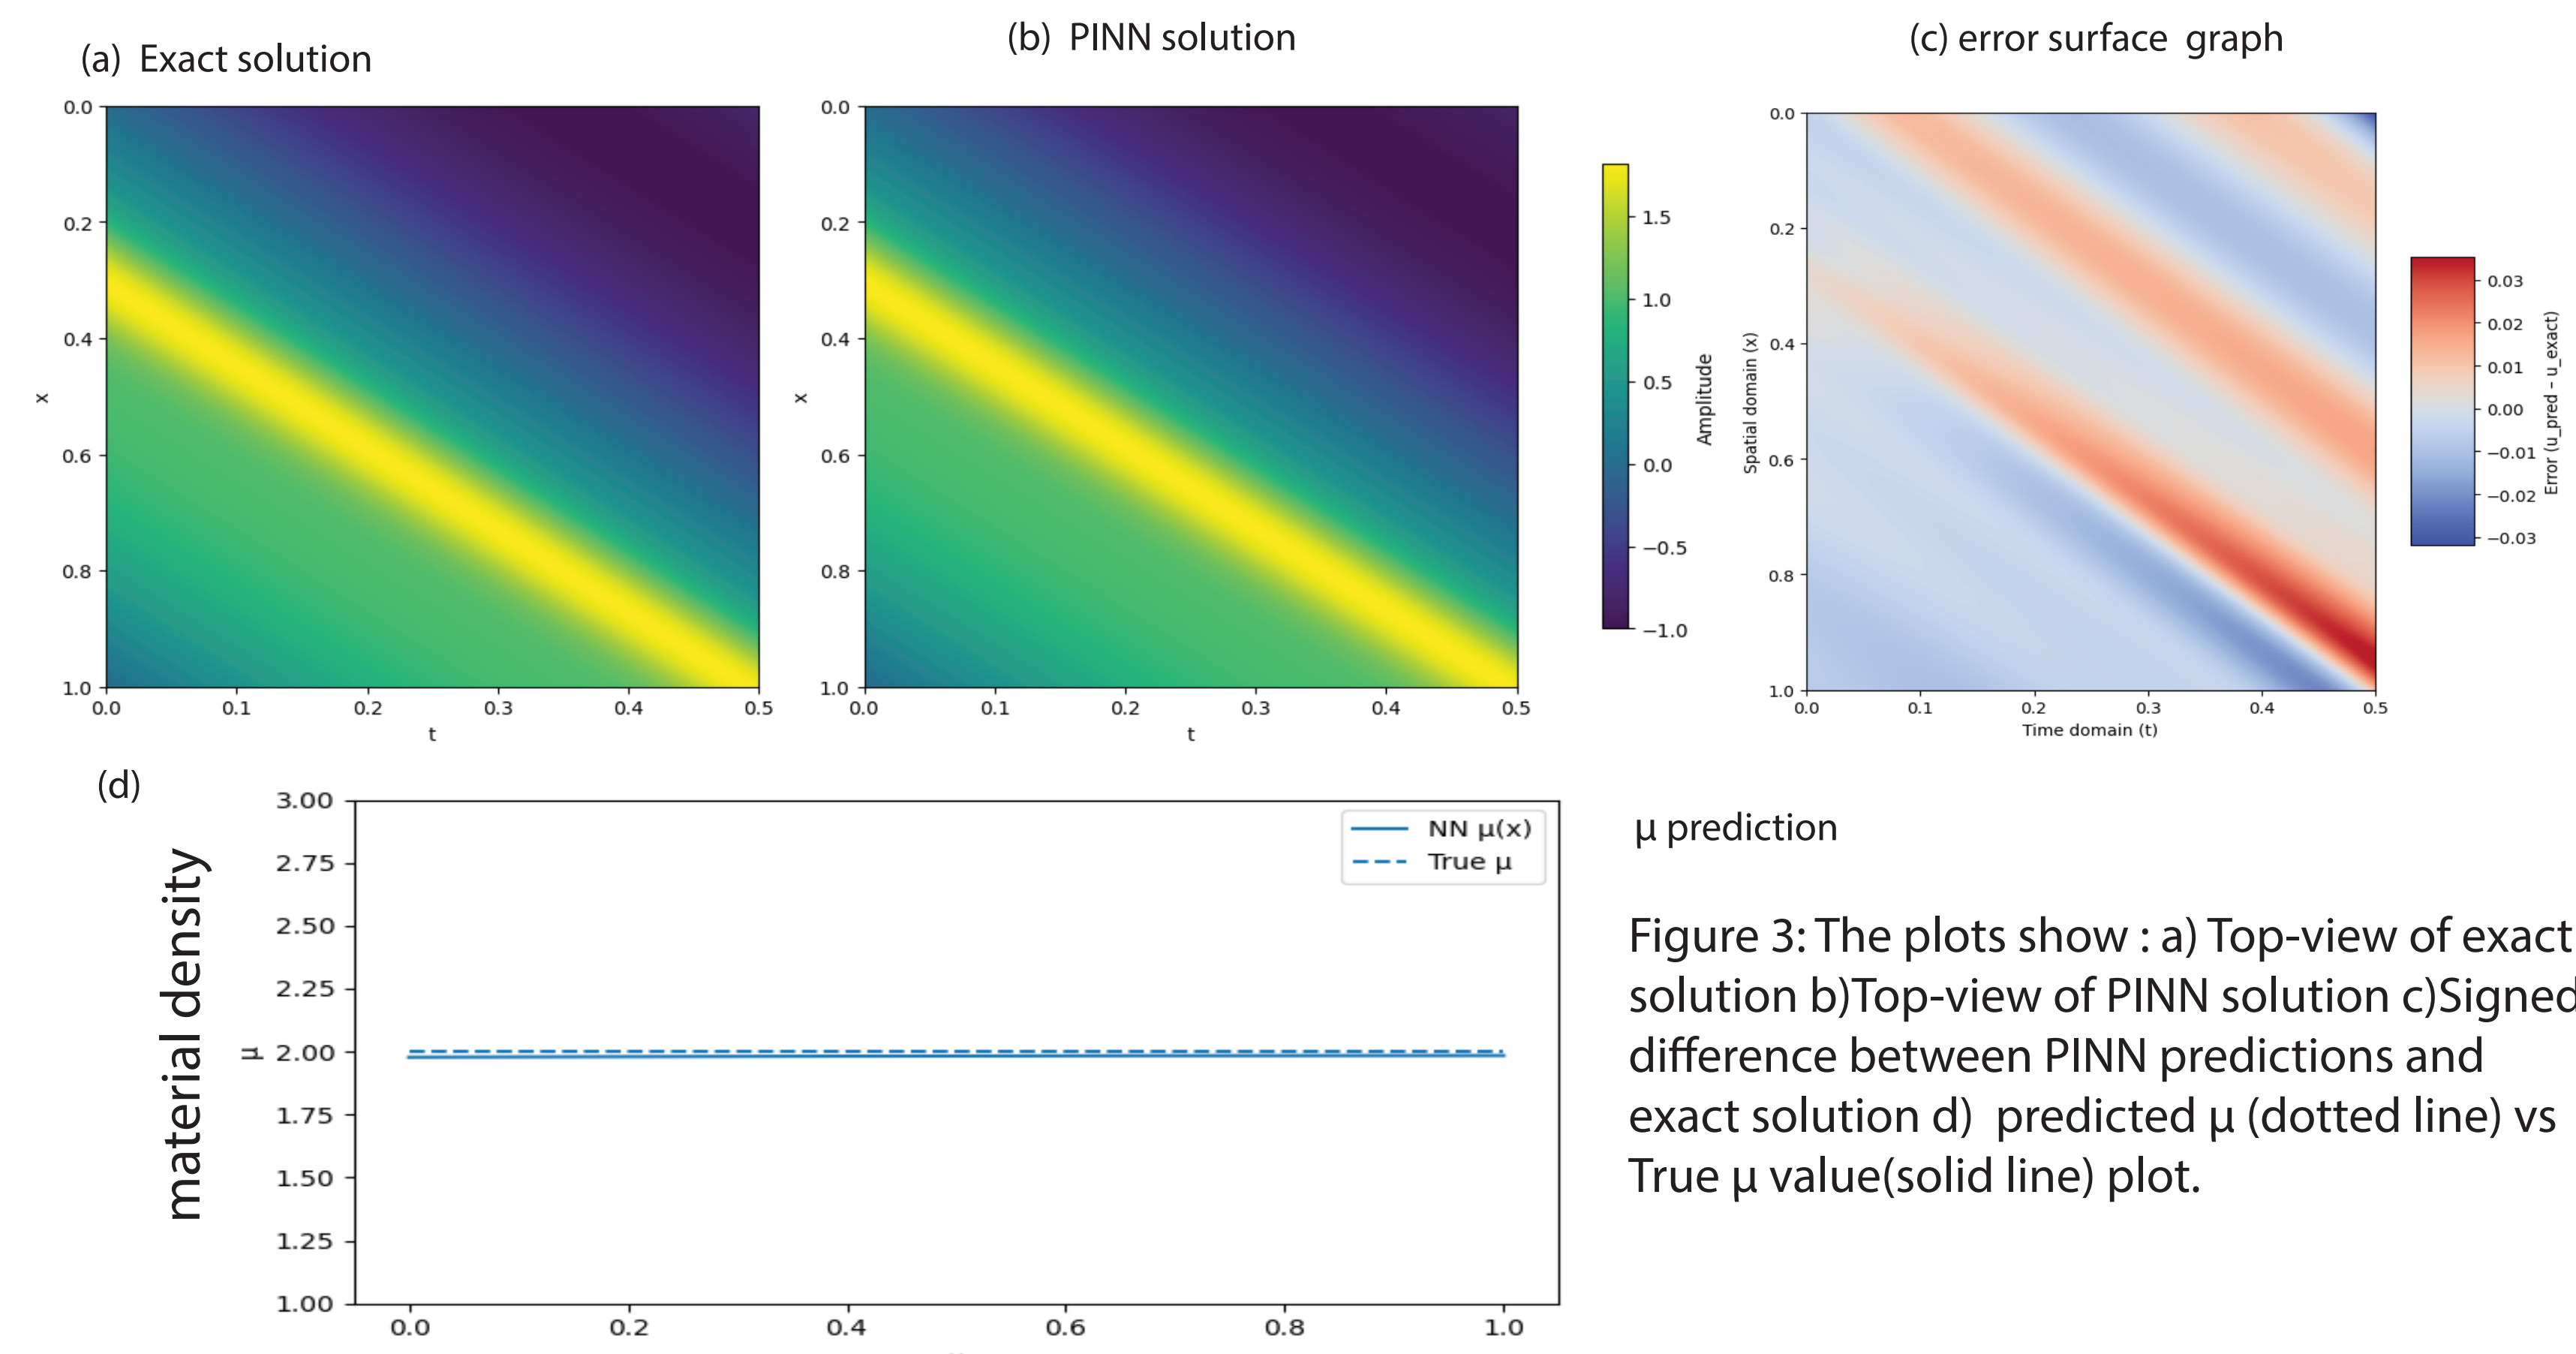 (a) Exact solution
(b) PINN solution
(c) error surface graph
0.0
0.2
0.4
0.6
0.8
1.0
x
0.0 0.1 0.2 0.3 0.4 0.5
t
0.0
0.2
0.4
0.6
0.8
1.0
x
0.0 0.1 0.2 0.3 0.4 0.5
t
1.5
1.0
0.5
0.0
−0.5
−1.0
Amplitude
0.0
0.2
0.4
0.6
0.8
1.0
Spatial domain (x)
0.0 0.1 0.2 0.3 0.4 0.5
Time domain (t)
0.03
0.02
0.01
0.00
−0.01
−0.02
−0.03
Error (u_pred – u_exact)
(d)
material density
μ
3.00
2.75
2.50
2.25
2.00
1.75
1.50
1.25
1.00
0.0 0.2 0.4 0.6 0.8 1.0
NN μ(x)
True μ
μ prediction
Figure 3: The plots show : a) Top-view of exact
solution b)Top-view of PINN solution c)Signed
difference between PINN predictions and
exact solution d) predicted μ (dotted line) vs
True μ value(solid line) plot.